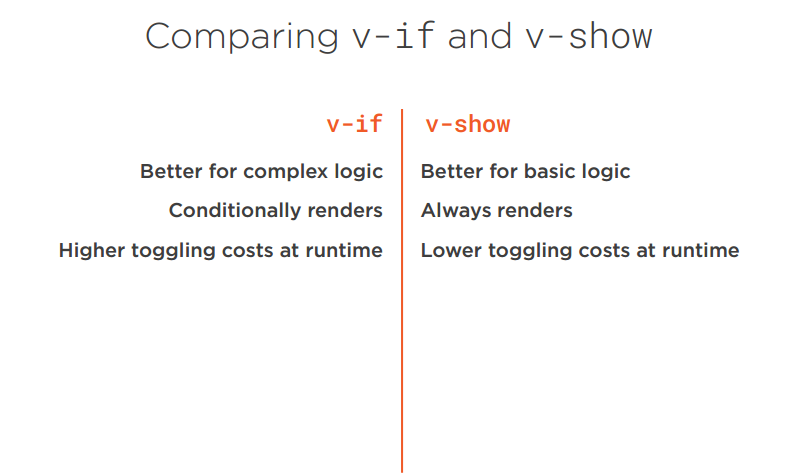 Comparing v-if and v-show
v-if
Better for complex logic
Conditionally renders
Higher toggling costs at runtime
v-show
Better for basic logic
Always renders
Lower toggling costs at runtime